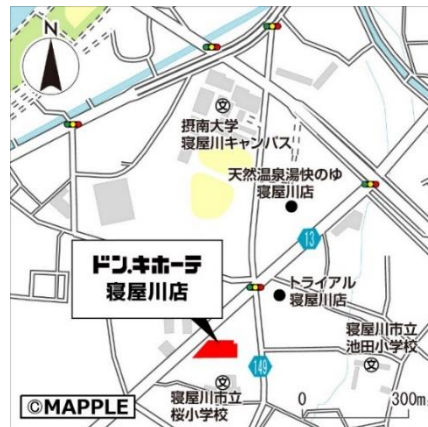 N
摂南大学
寝屋川キャンパス
天然温泉湯快のゆ
寝屋川店
13
ドン.キホーテ
寝屋川店
トライアル
寝屋川店
寝屋川市立
池田小学校
149
寝屋川市立
桜小学校
文
文
文
©MAPPLE
0 300m